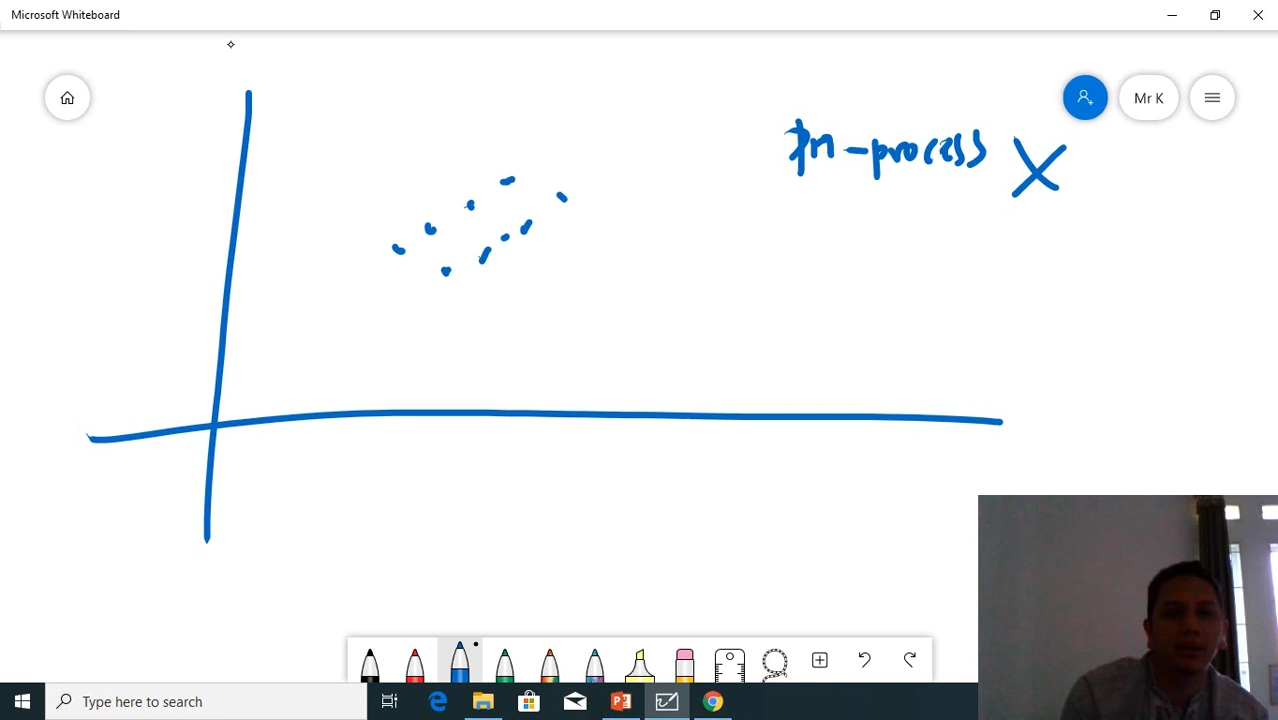 Microsoft Whiteboard
Mr K
In-process X
Type here to search